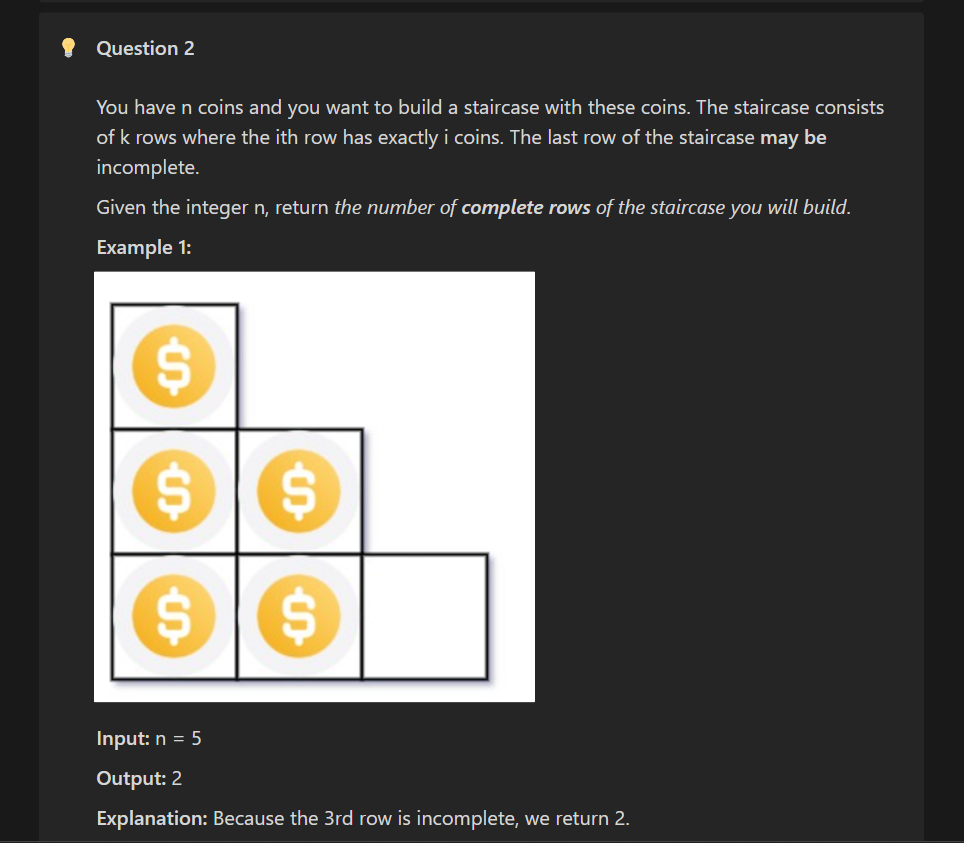 Question 2
You have n coins and you want to build a staircase with these coins. The staircase consists
of k rows where the ith row has exactly i coins. The last row of the staircase may be
incomplete.
Given the integer n, return the number of complete rows of the staircase you will build.
Example 1:
$
$ $
$ $
Input: n = 5
Output: 2
Explanation: Because the 3rd row is incomplete, we return 2.